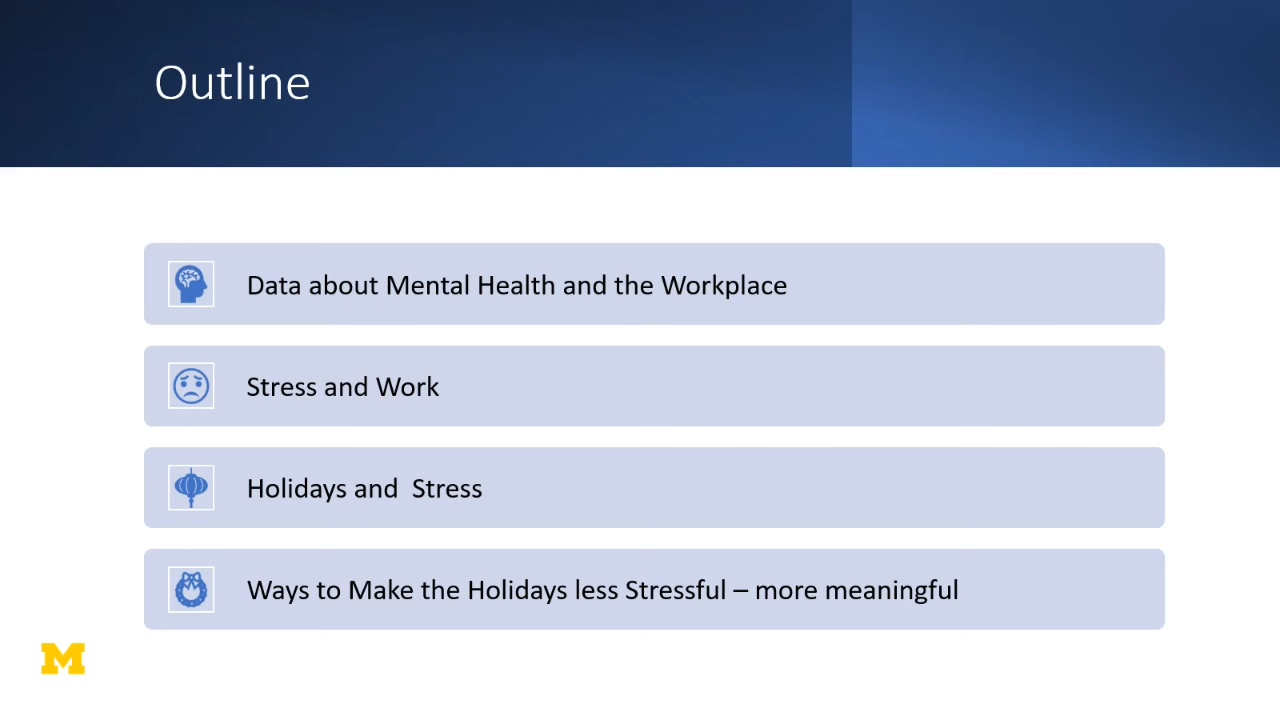 Outline
Data about Mental Health and the Workplace
Stress and Work
Holidays and  Stress
Ways to Make the Holidays less Stressful – more meaningful
M